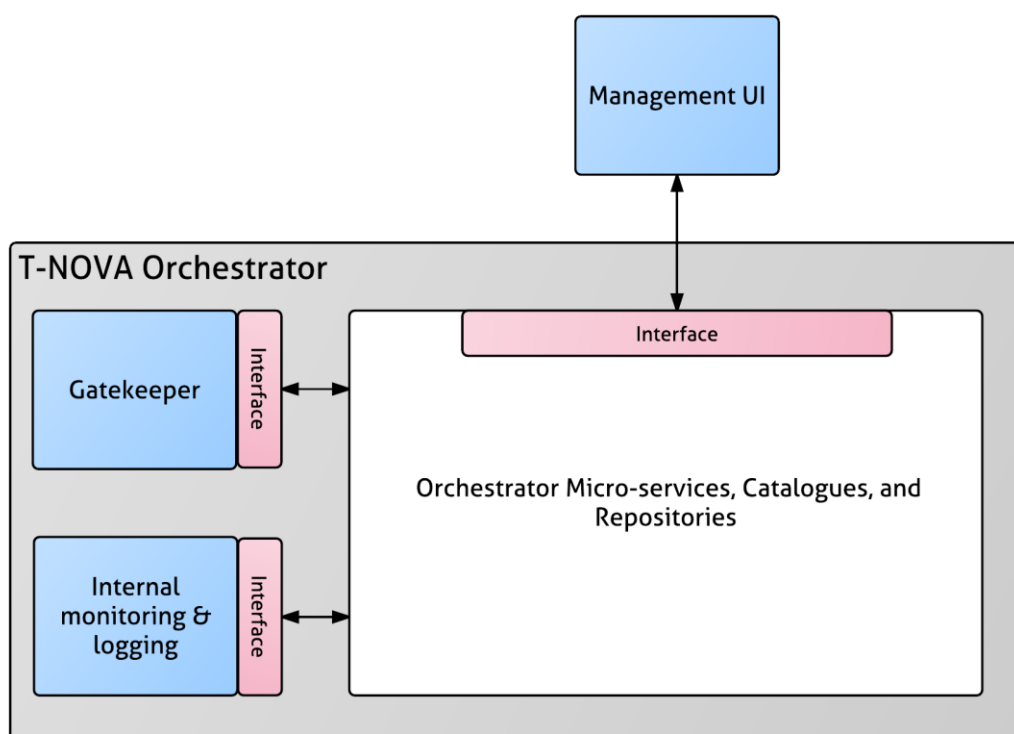 Management UI
T-NOVA Orchestrator
Gatekeeper
Interface
Interface
Orchestrator Micro-services, Catalogues, and
Repositories
Internal
monitoring &
logging
Interface